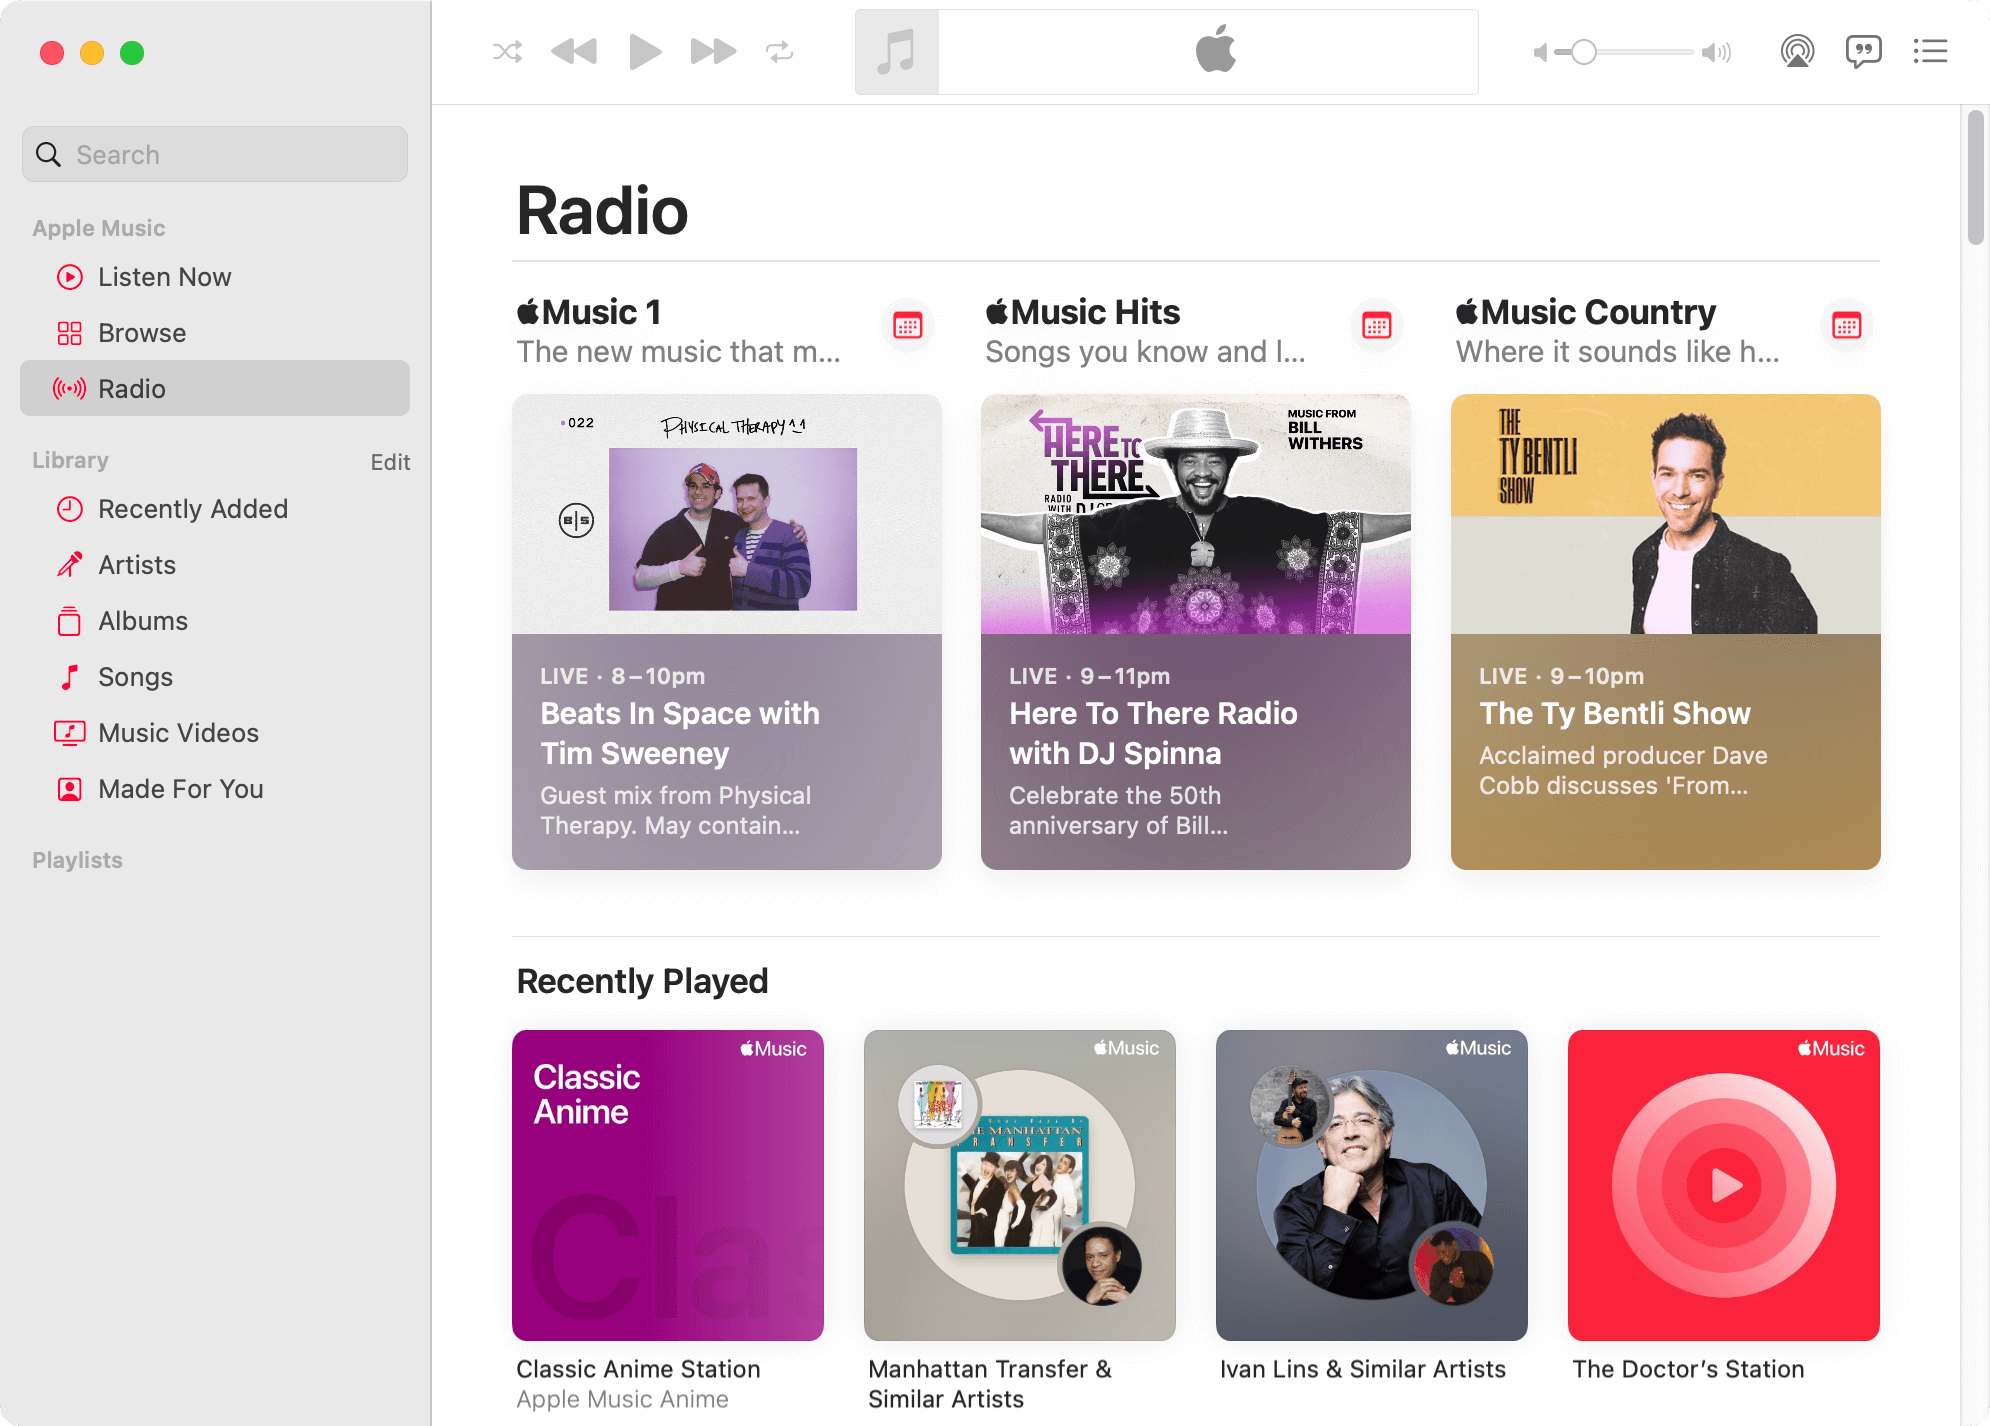 Search
Apple Music
Listen Now
Browse
Radio
Library
Edit
Recently Added
Artists
Albums
Songs
Music Videos
Made For You
Playlists
Radio
Music 1
The new music that m...
Music Hits
Songs you know and l...
Music Country
Where it sounds like h...
022
PHYSICAL THERAPY
B|S
LIVE · 8–10pm
Beats In Space with
Tim Sweeney
Guest mix from Physical
Therapy. May contain...
HERE TO
THERE
RADIO
WITH DJ
MUSIC FROM
BILL
WITHERS
LIVE · 9–11pm
Here To There Radio
with DJ Spinna
Celebrate the 50th
anniversary of Bill...
THE
TY BENTLI
SHOW
LIVE · 9–10pm
The Ty Bentli Show
Acclaimed producer Dave
Cobb discusses 'From...
Recently Played
Music
Classic
Anime
Clas
Classic Anime Station
Apple Music Anime
Music
MANHATTAN
TRANSFER
Manhattan Transfer &
Similar Artists
Music
Ivan Lins & Similar Artists
Music
The Doctor’s Station